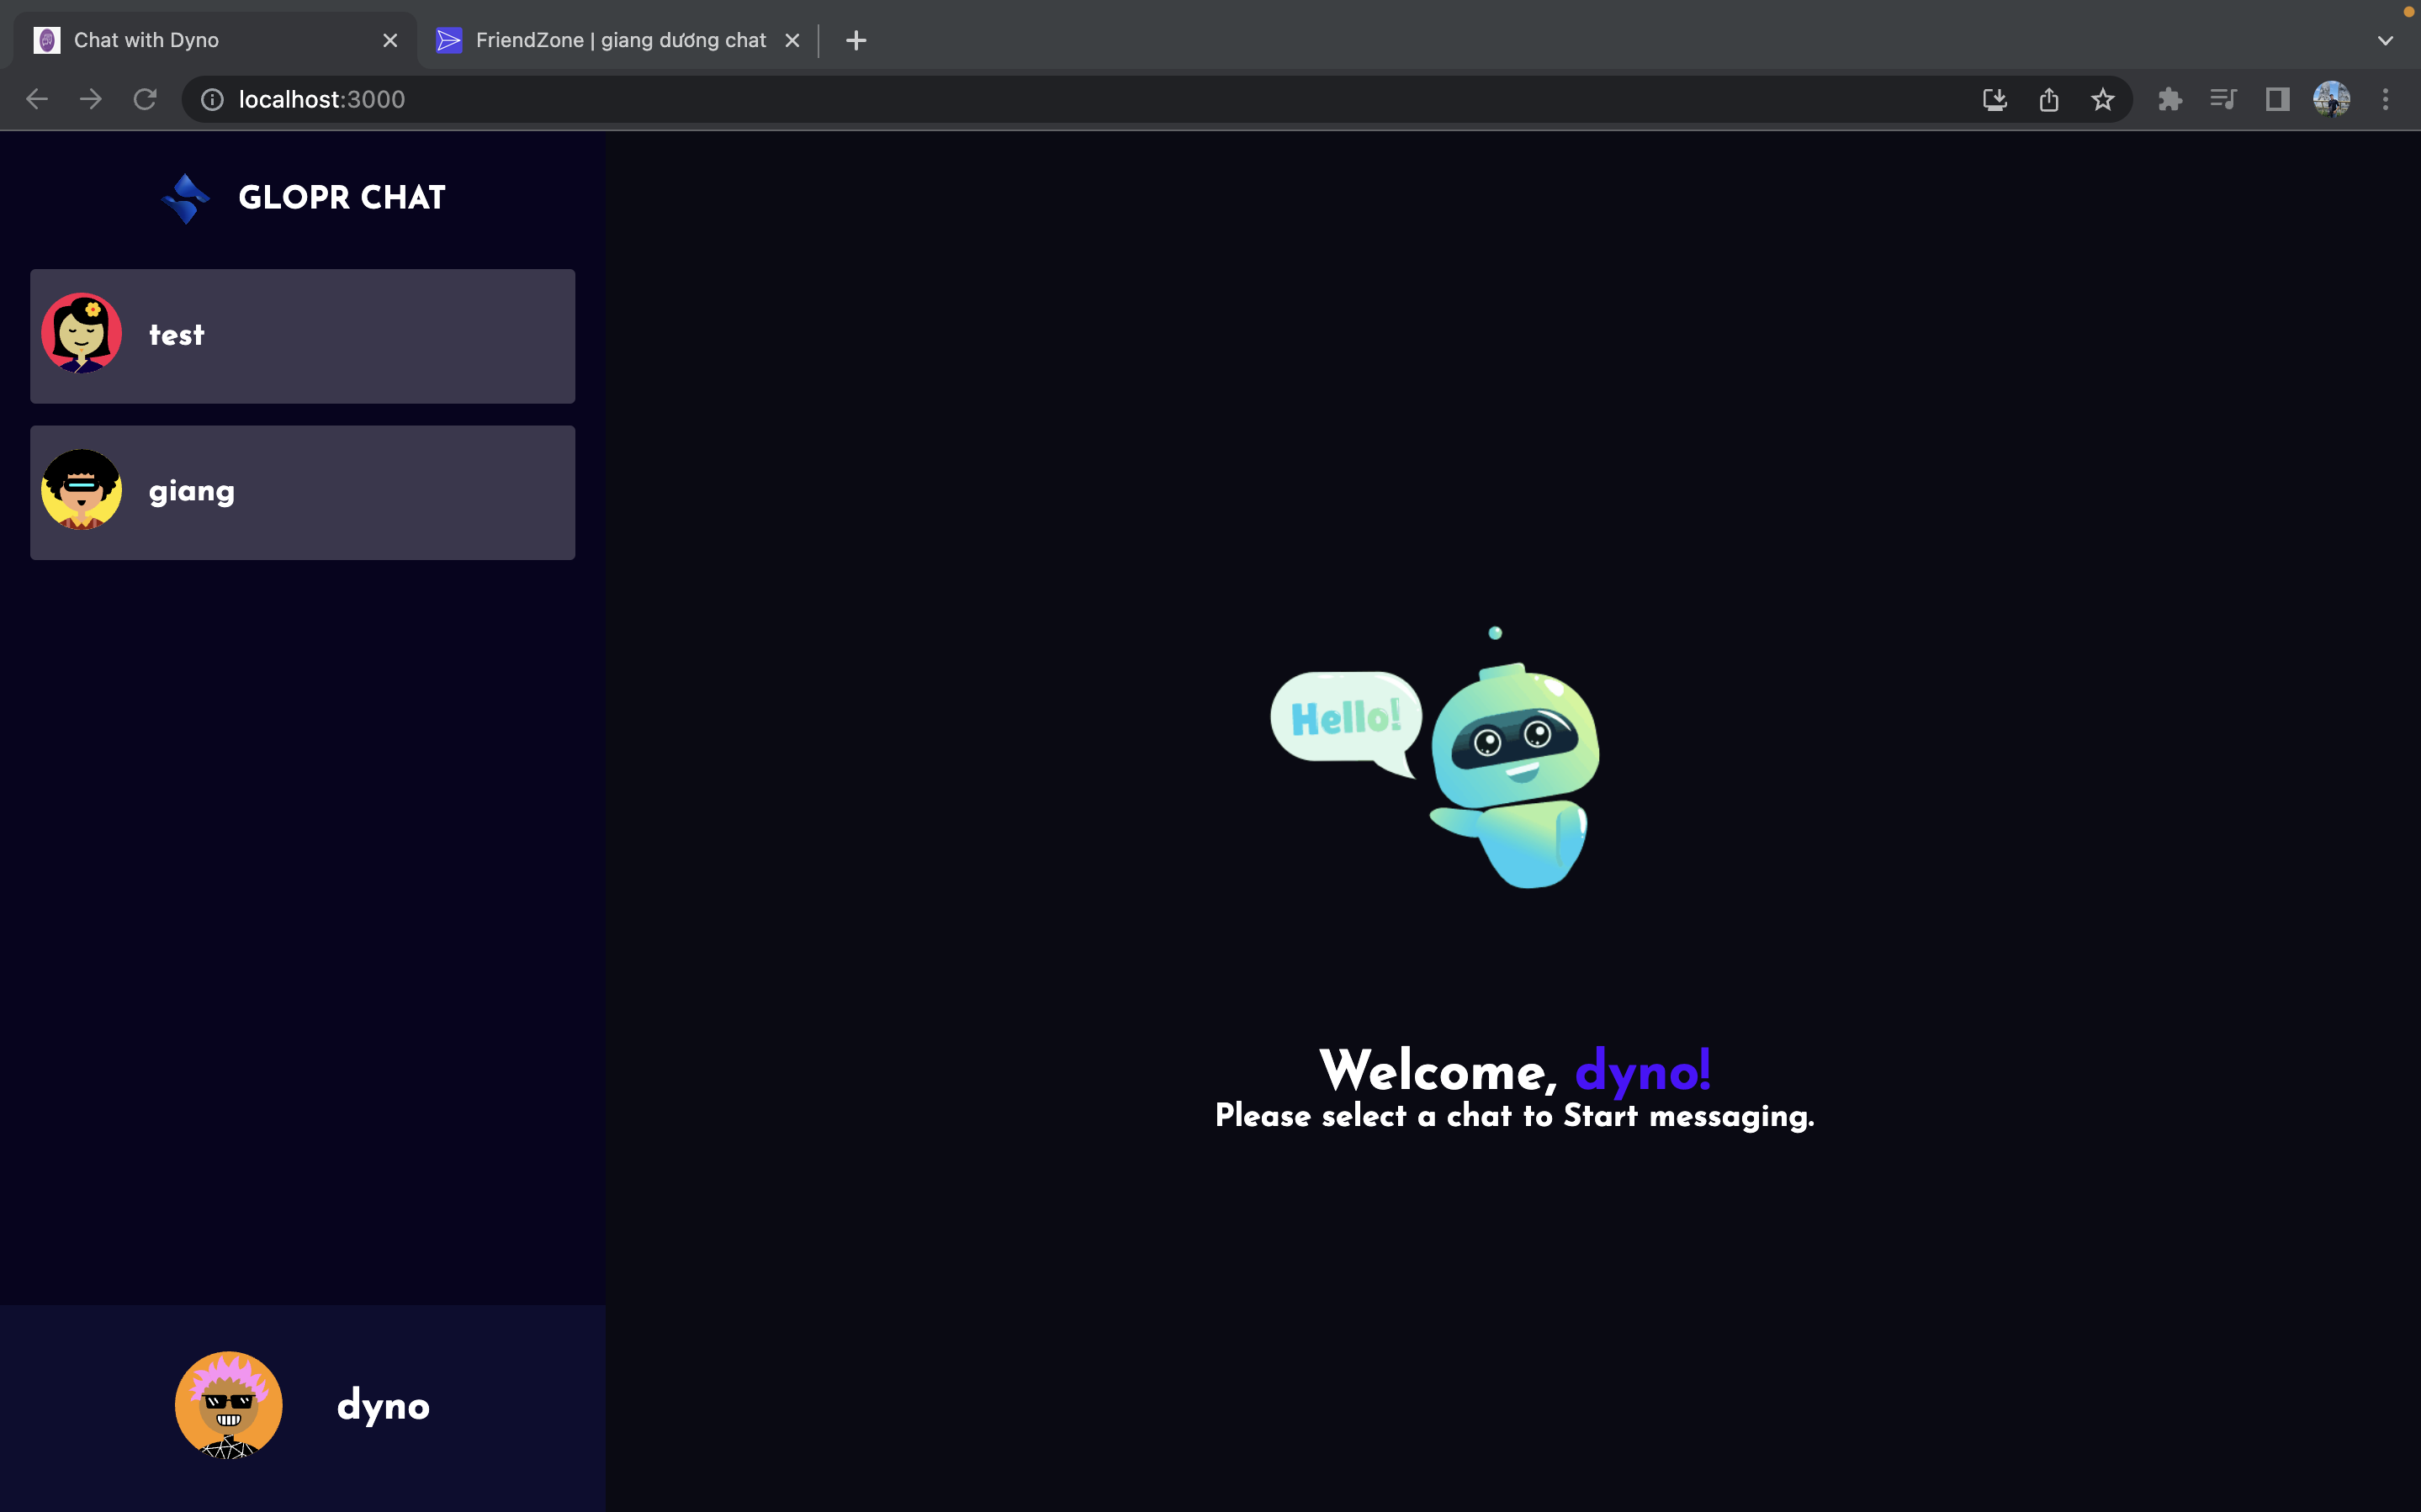 Chat with Dyno
FriendZone | giang dương chat
localhost:3000
GLOPR CHAT
test
giang
Hello!
Welcome, dyno!
Please select a chat to Start messaging.
dyno